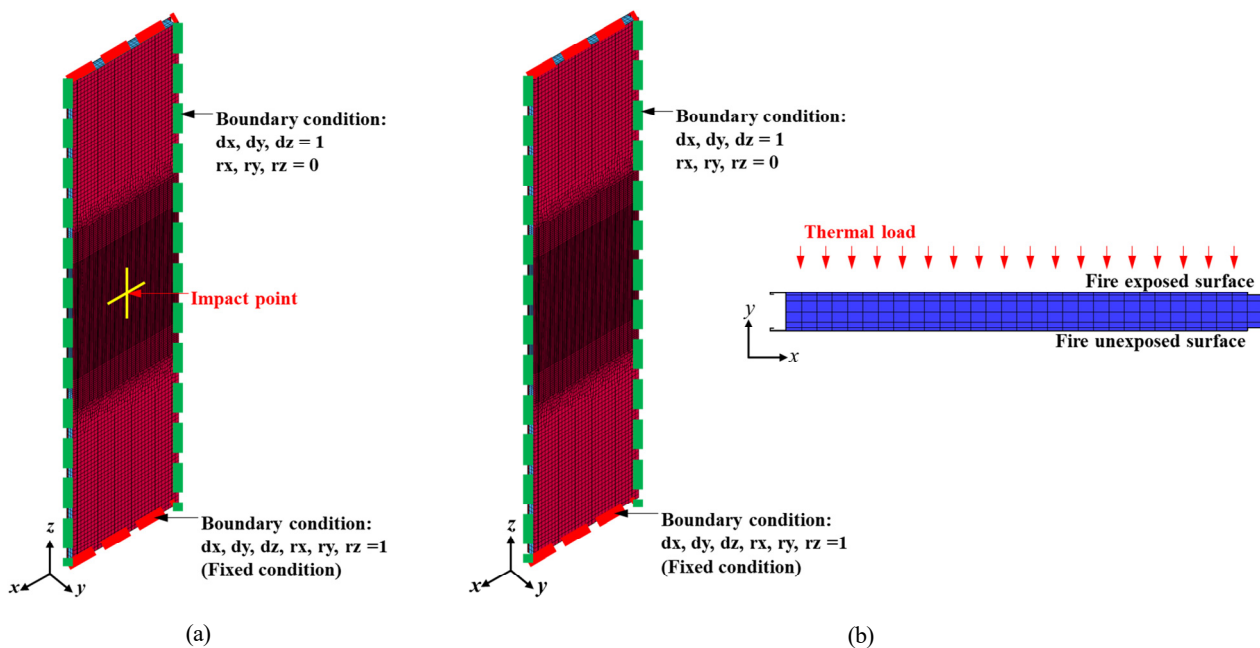 Boundary condition:
dx, dy, dz = 1
rx, ry, rz = 0
Impact point
Boundary condition:
dx, dy, dz, rx, ry, rz =1
(Fixed condition)
z
x
y
(a)
Boundary condition:
dx, dy, dz = 1
rx, ry, rz = 0
Boundary condition:
dx, dy, dz, rx, ry, rz =1
(Fixed condition)
z
x
y
Thermal load
Fire exposed surface
y
x
Fire unexposed surface
(b)